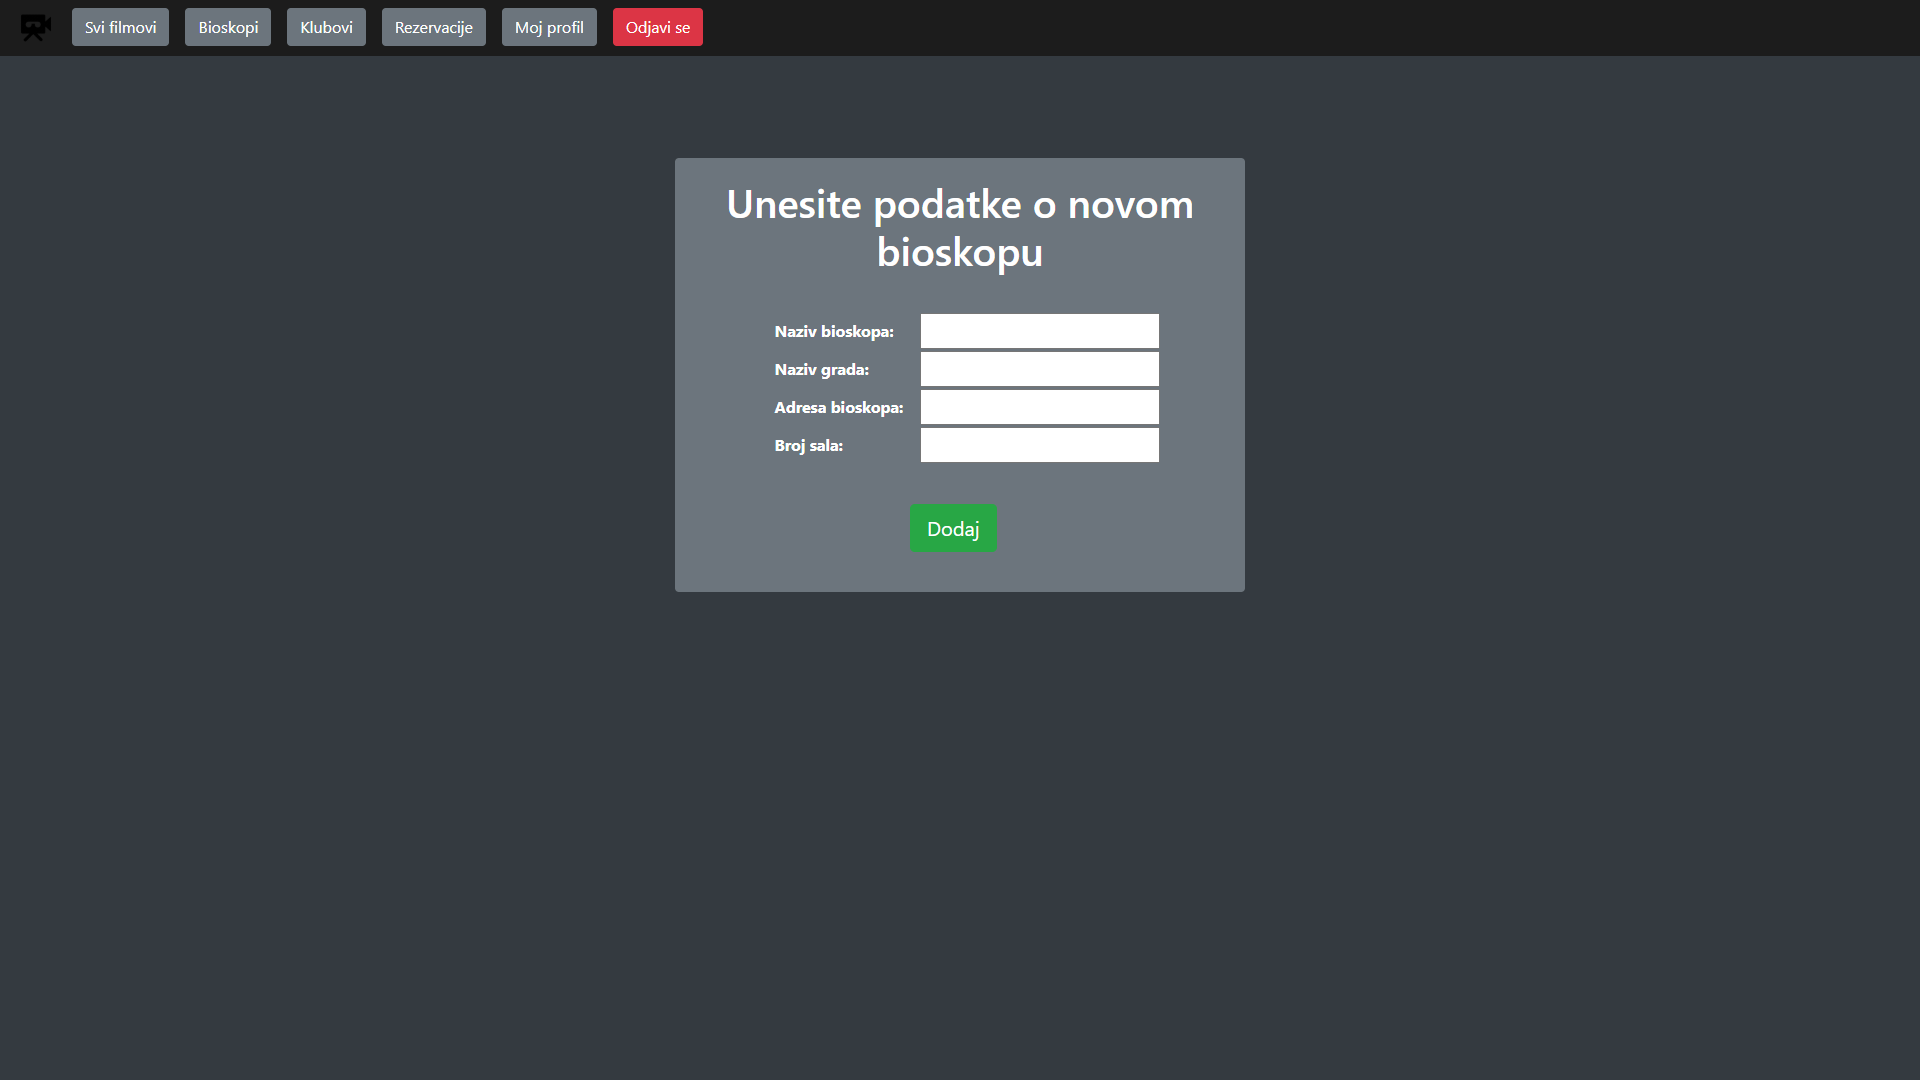 Svi filmovi Bioskopi Klubovi Rezervacije Moj profil Odjavi se
Unesite podatke o novom
bioskopu
Naziv bioskopa:
Naziv grada:
Adresa bioskopa:
Broj sala:
Dodaj